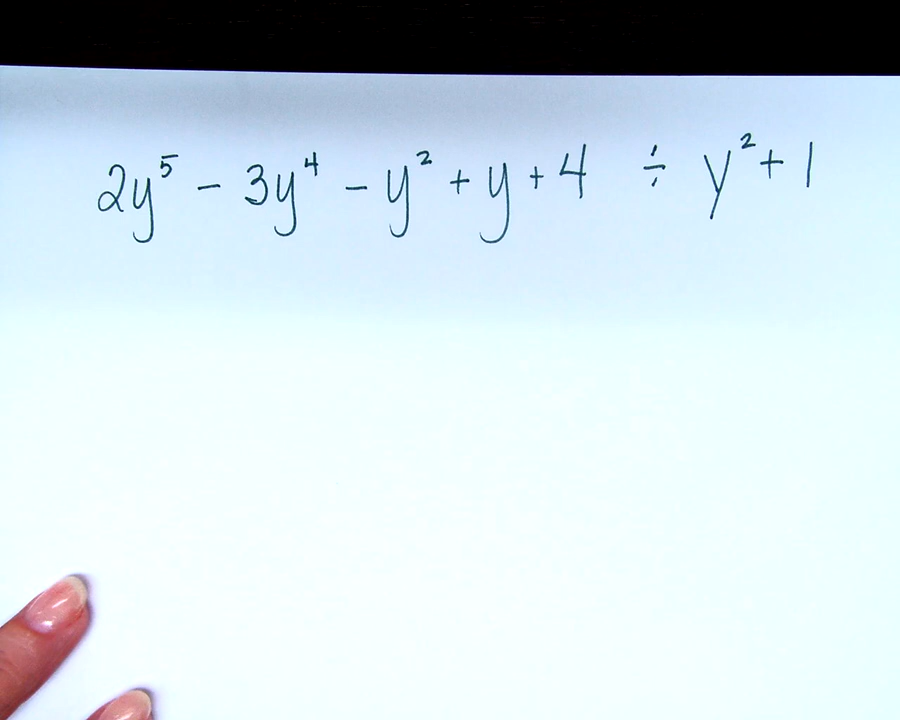 2y⁵ - 3y⁴ - y² + y + 4 ÷ y² + 1